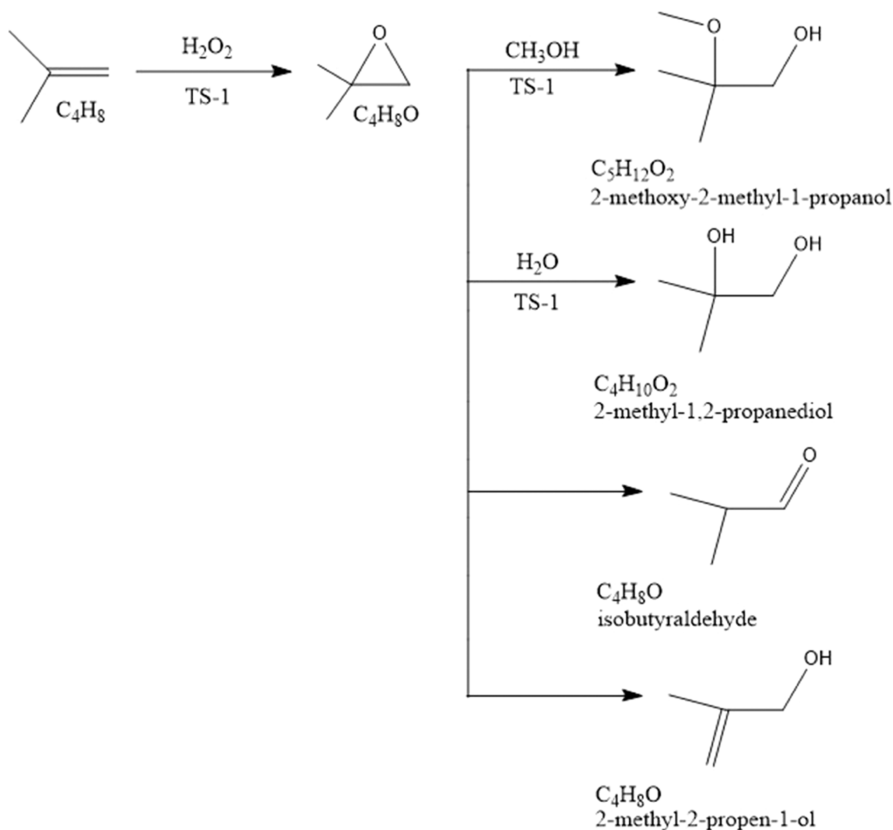 H₂O₂
TS-1
C₄H₈
O
C₄H₈O
CH₃OH
TS-1
O
OH
C₅H₁₂O₂
2-methoxy-2-methyl-1-propanol
H₂O
TS-1
OH
OH
C₄H₁₀O₂
2-methyl-1,2-propanediol
O
C₄H₈O
isobutyraldehyde
OH
C₄H₈O
2-methyl-2-propen-1-ol